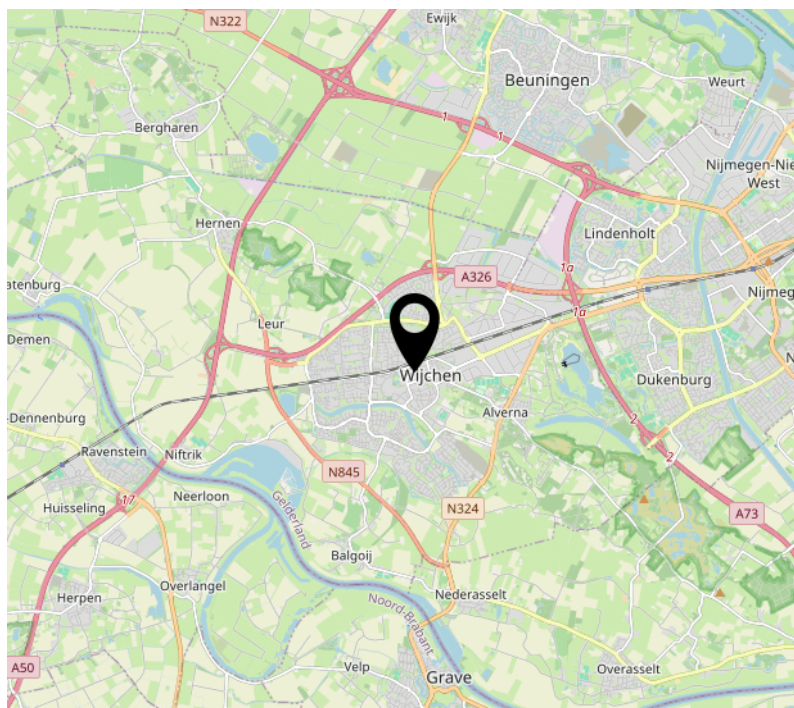 N322
Ewijk
Beuningen
Weurt
1
Bergharen
1
Nijmegen-Nie
West
Hernen
Lindenholt
1a
A326
atenburg
Nijmeg
1a
Leur
Demen
Wijchen
Dukenburg
N
-Dennenburg
Alverna
2
Ravenstein
Niftrik
2
N845
17
Neerloon
Gelderland
Huisseling
N324
A73
Balgoij
Overlangel
Herpen
Nederasselt
Noord-Brabant
A50
Velp
Overasselt
Grave